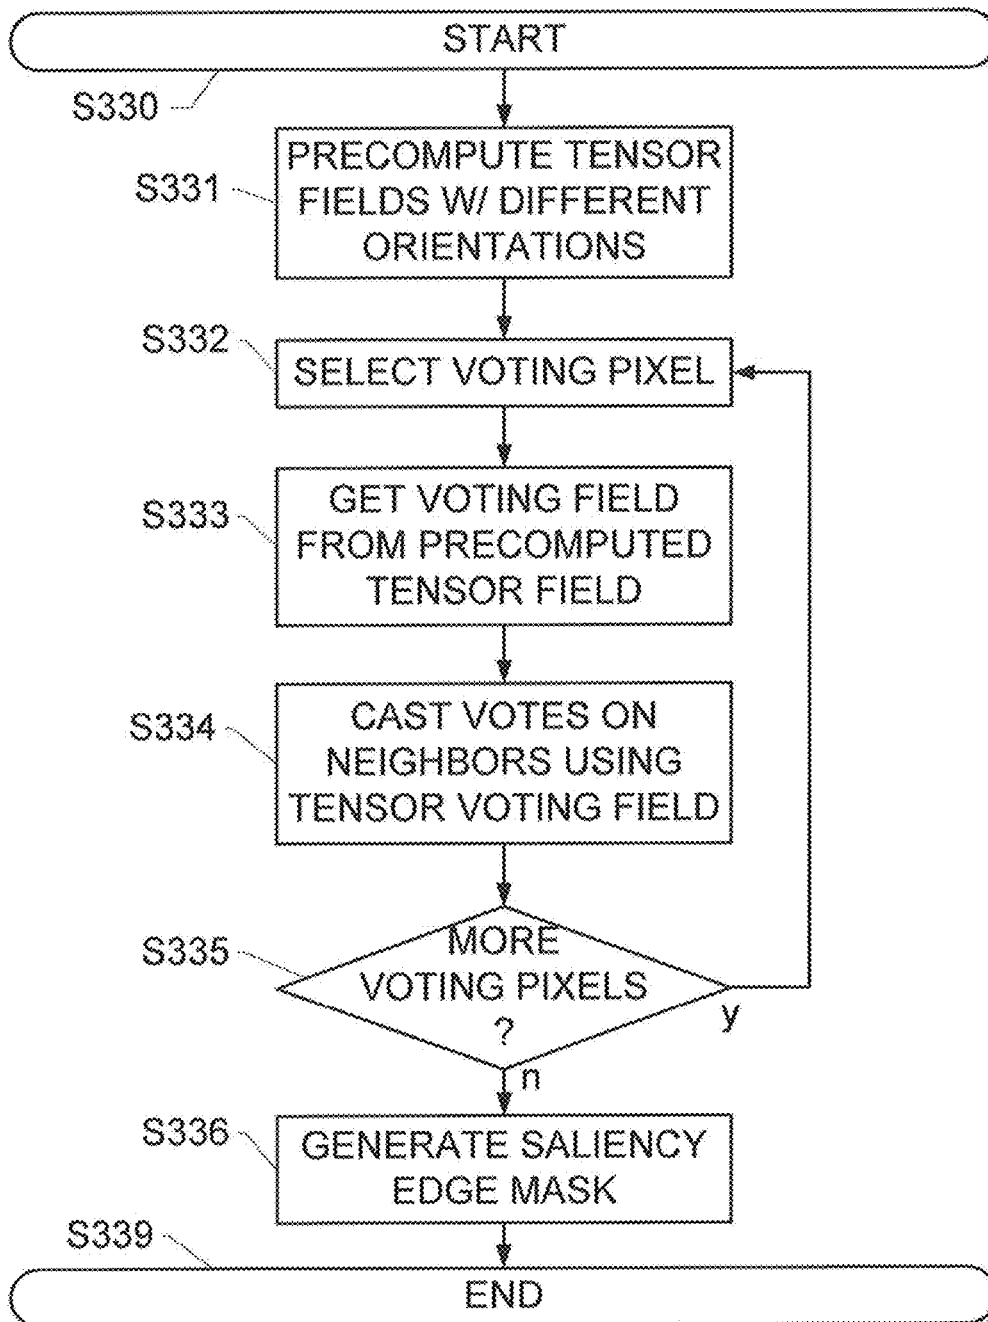 START
S330
S331
PRECOMPUTE TENSOR
FIELDS W/ DIFFERENT
ORIENTATIONS
S332
SELECT VOTING PIXEL
S333
GET VOTING FIELD
FROM PRECOMPUTED
TENSOR FIELD
S334
CAST VOTES ON
NEIGHBORS USING
TENSOR VOTING FIELD
S335
MORE
VOTING PIXELS
?
y
n
S336
GENERATE SALIENCY
EDGE MASK
S339
END